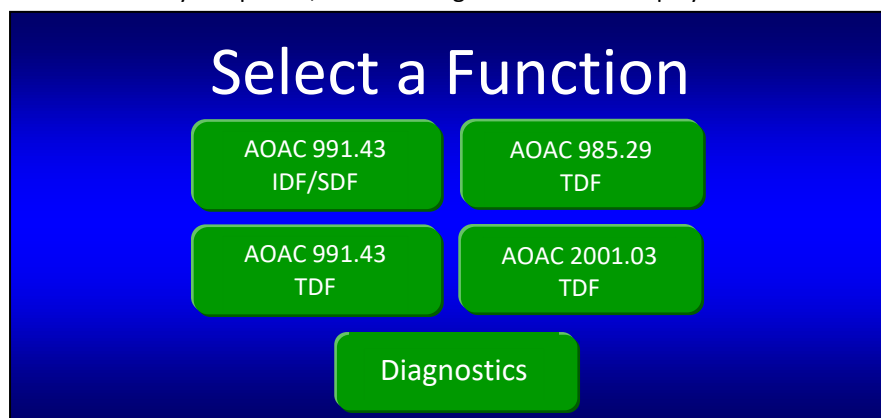 Select a Function
AOAC 991.43
IDF/SDF
AOAC 985.29
TDF
AOAC 991.43
TDF
AOAC 2001.03
TDF
Diagnostics